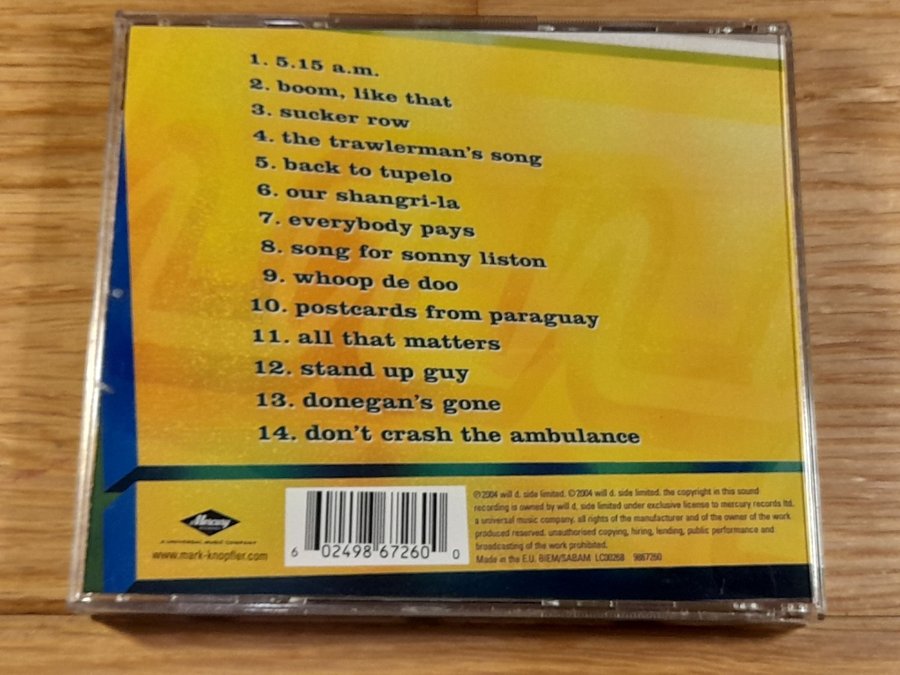 1. 5.15 a.m.
2. boom, like that
3. sucker row
4. the trawlerman's song
5. back to tupelo
6. our shangri-la
7. everybody pays
8. song for sonny liston
9. whoop de doo
10. postcards from paraguay
11. all that matters
12. stand up guy
13. donegan's gone
14. don't crash the ambulance
Mercury
A UNIVERSAL MUSIC COMPANY
www.mark-knopfler.com
6 02498 67260 0
℗2004 will d. side limited. ©2004 will d. side limited. the copyright in this sound
recording is owned by will d. side limited under exclusive license to mercury records ltd.
a universal music company. all rights of the manufacturer and of the owner of the work
produced reserved. unauthorised copying, hiring, lending, public performance and
broadcasting of the work prohibited.
Made in the E.U. BIEM/SABAM LC00268 9867260